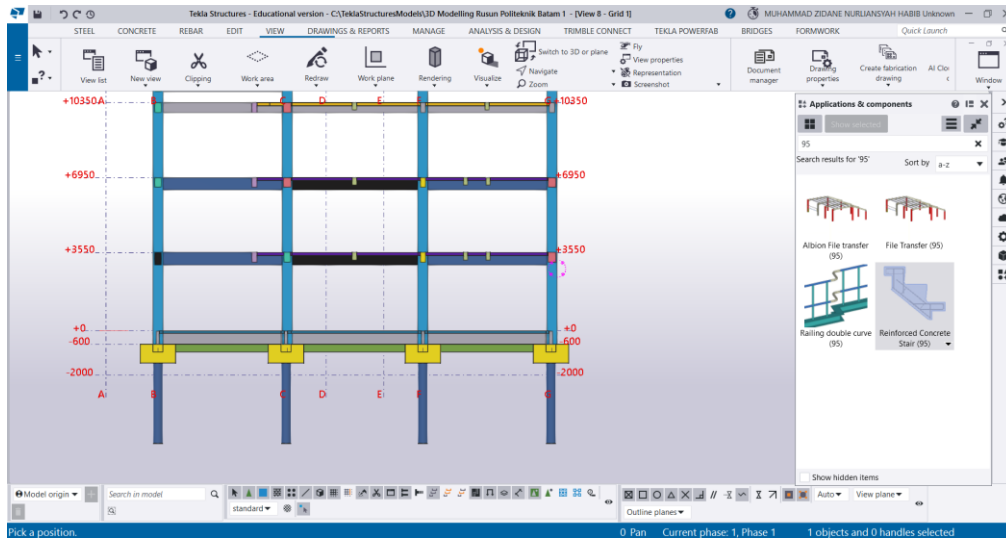 Tekla Structures - Educational version - C:\TeklaStructuresModels\3D Modelling Rusun Politeknik Batam 1 - [View 8 - Grid 1]
MUHAMMAD ZIDANE NURLIANSYAH HABIB Unknown
STEEL CONCRETE REBAR EDIT VIEW DRAWINGS & REPORTS MANAGE ANALYSIS & DESIGN TRIMBLE CONNECT TEKLA POWERFAB BRIDGES FORMWORK Quick Launch
Switch to 3D or plane
Fly
View properties
Navigate
Representation
Zoom
Screenshot
View list New view Clipping Work area Redraw Work plane Rendering Visualize
Document manager
Drawing properties
Create fabrication drawing
AI Clo
Window
+10350 A B C D E F G +10350
+6950 +6950
+3550 +3550
+0 +0
-600 -600
-2000 -2000
A B C D E F G
Applications & components
Show selected
95
Search results for '95' Sort by a-z
Albion File transfer (95)
File Transfer (95)
Railing double curve (95)
Reinforced Concrete Stair (95)
Show hidden items
Model origin Search in model
standard
Auto View plane
Outline planes
Pick a position. 0 Pan Current phase: 1, Phase 1 1 objects and 0 handles selected